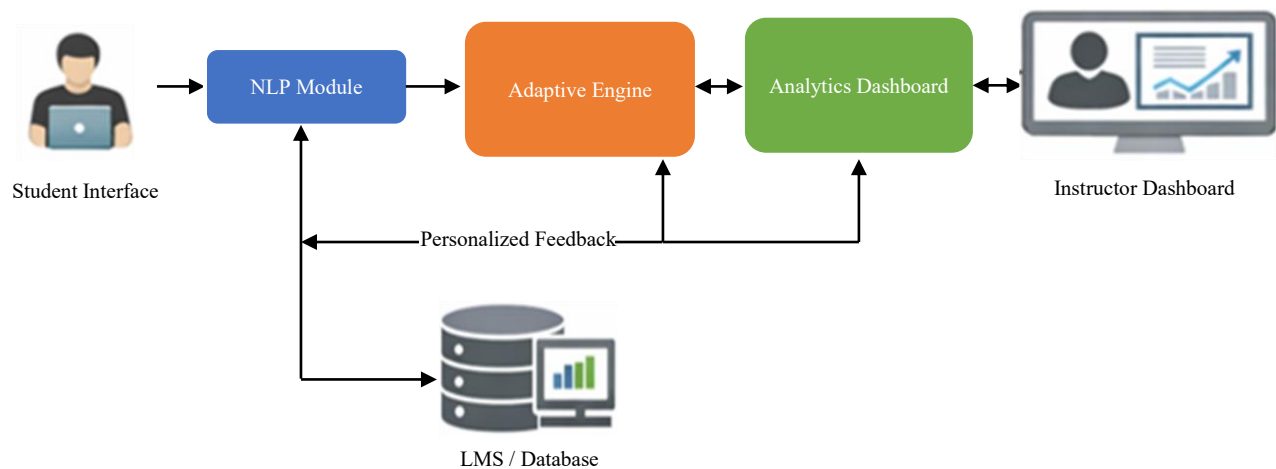 NLP Module
Adaptive Engine
Analytics Dashboard
Student Interface
Instructor Dashboard
Personalized Feedback
LMS / Database